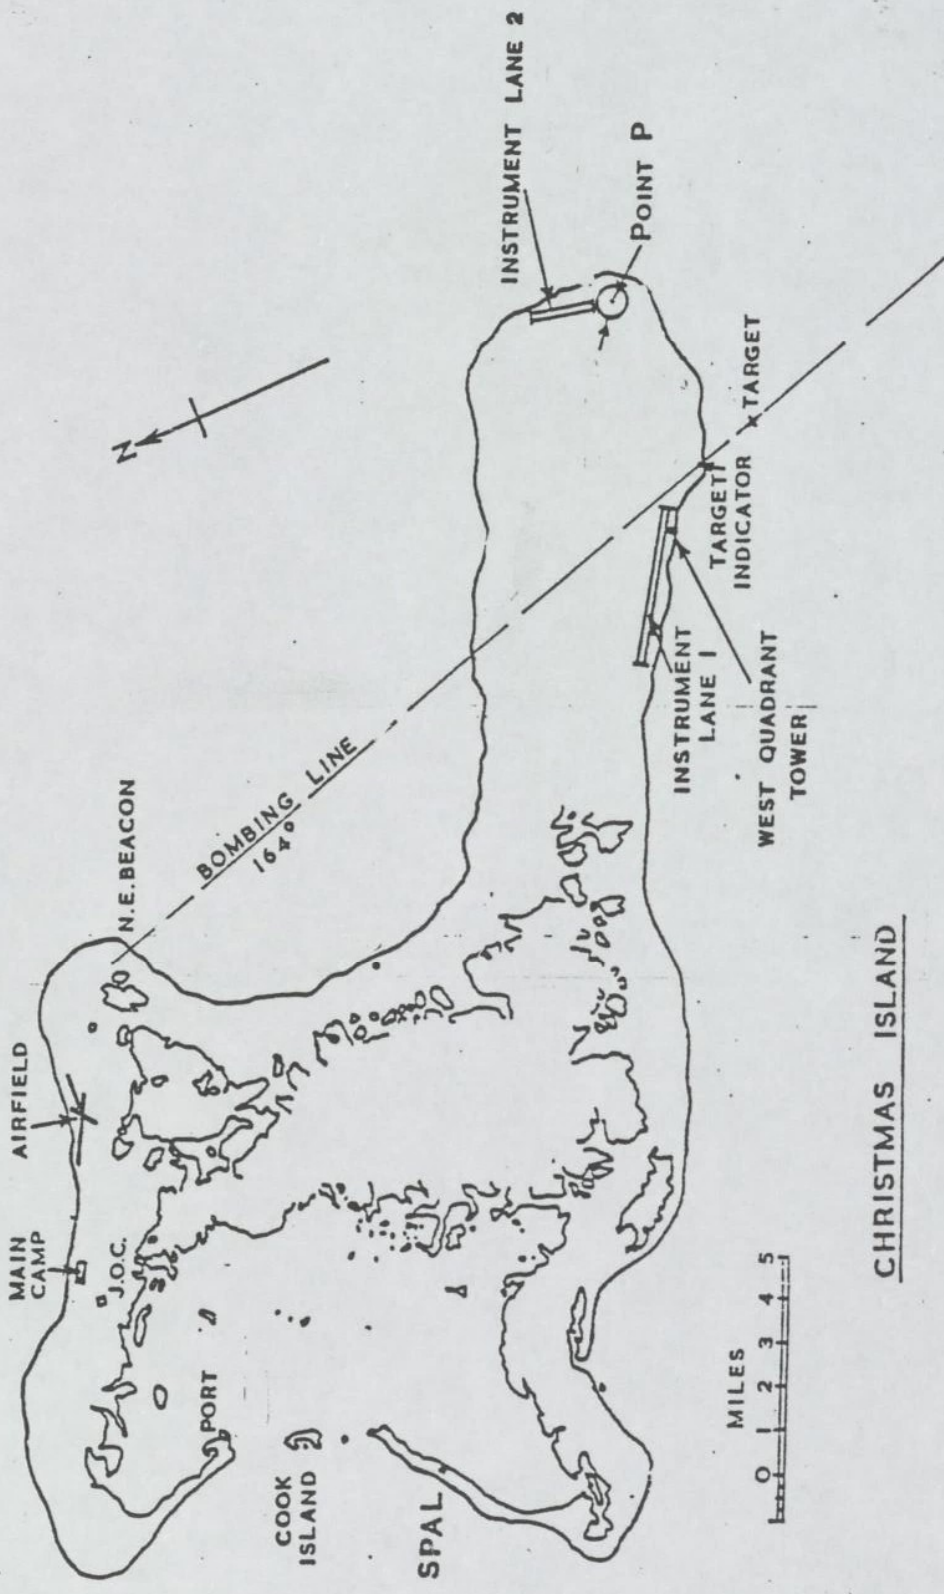 MAIN
CAMP
AIRFIELD
N.E. BEACON
N
INSTRUMENT LANE 2
POINT P
J.O.C.
BOMBING LINE
164°
PORT
COOK
ISLAND
SPAL
TARGET
INDICATOR
TARGET
INSTRUMENT
LANE 1
WEST QUADRANT
TOWER
MILES
0 1 2 3 4 5
CHRISTMAS ISLAND